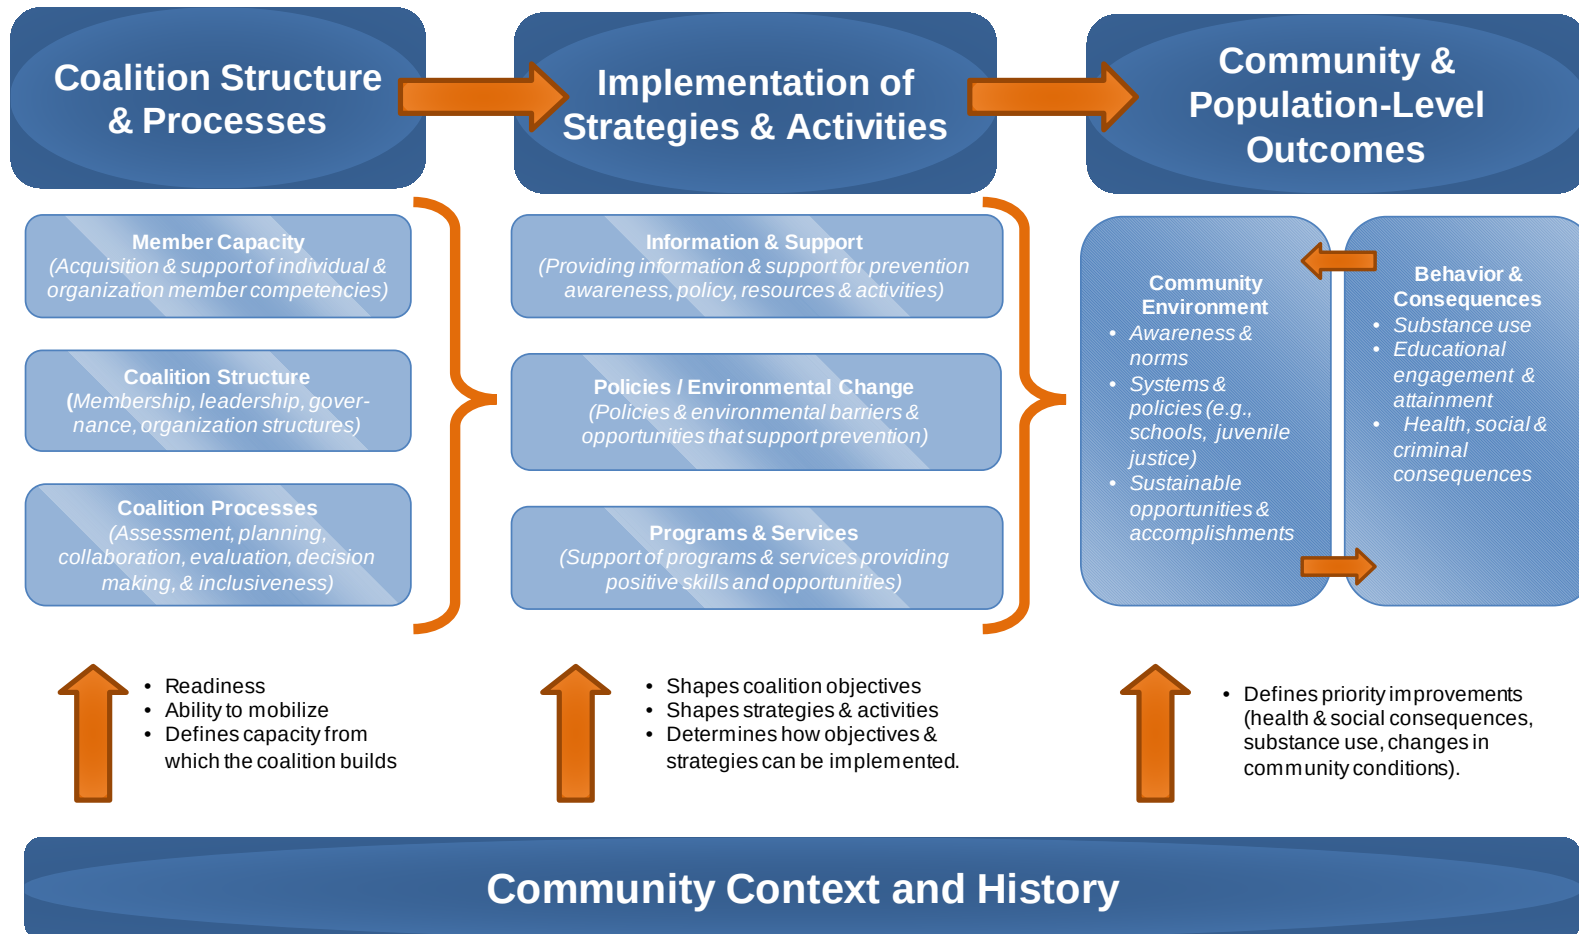 Coalition Structure
& Processes
Implementation of
Strategies & Activities
Community &
Population-Level
Outcomes
Member Capacity
(Acquisition & support of individual &
organization member competencies)
Coalition Structure
(Membership, leadership, gover-
nance, organization structures)
Coalition Processes
(Assessment, planning,
collaboration, evaluation, decision
making, & inclusiveness)
Information & Support
(Providing information & support for prevention
awareness, policy, resources & activities)
Policies / Environmental Change
(Policies & environmental barriers &
opportunities that support prevention)
Programs & Services
(Support of programs & services providing
positive skills and opportunities)
Community
Environment
• Awareness &
norms
• Systems &
policies (e.g.,
schools, juvenile
justice)
• Sustainable
opportunities &
accomplishments
Behavior &
Consequences
• Substance use
• Educational
engagement &
attainment
• Health, social &
criminal
consequences
• Readiness
• Ability to mobilize
• Defines capacity from
which the coalition builds
• Shapes coalition objectives
• Shapes strategies & activities
• Determines how objectives &
strategies can be implemented.
• Defines priority improvements
(health & social consequences,
substance use, changes in
community conditions).
Community Context and History